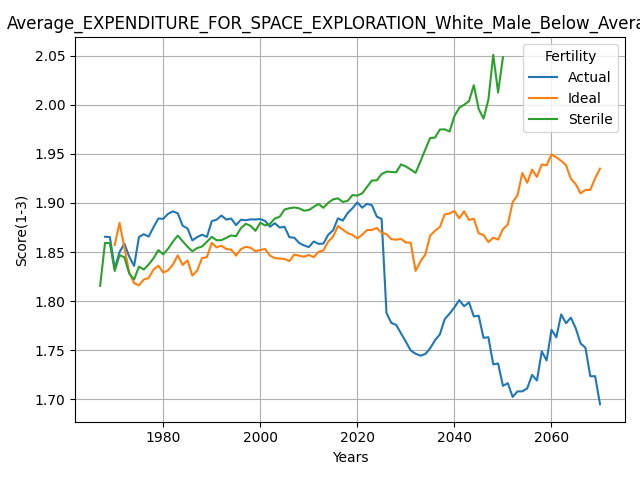 Average_EXPENDITURE_FOR_SPACE_EXPLORATION_White_Male_Below_Avera
Fertility
Actual
Ideal
Sterile
2.05
2.00
1.95
1.90
1.85
1.80
1.75
1.70
Score(1-3)
1980 2000 2020 2040 2060
Years